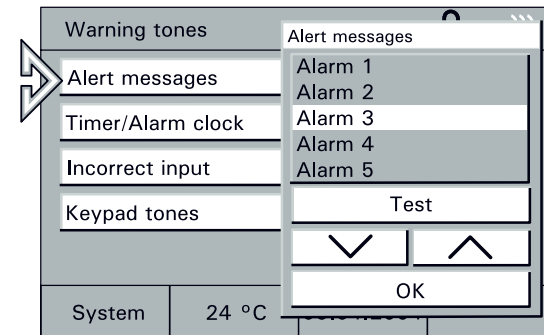 Warning tones
Alert messages
Timer/Alarm clock
Incorrect input
Keypad tones
System
24 °C
Alert messages
Alarm 1
Alarm 2
Alarm 3
Alarm 4
Alarm 5
Test
OK